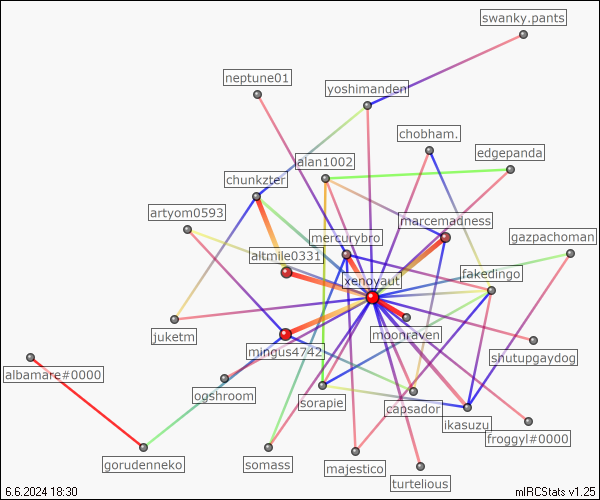 swanky.pants
neptune01
yoshimanden
chobham.
edgepanda
alan1002
chunkzter
artyom0593
marcemadness
mercurybro
gazpachoman
altmile0331
xenoyaut
fakedingo
juketm
moonraven
mingus4742
shutupgaydog
albamare#0000
ogshroom
sorapie
capsador
ikasuzu
froggyl#0000
gorudenneko
somass
majestico
turtelious
6.6.2024 18:30
mIRCStats v1.25